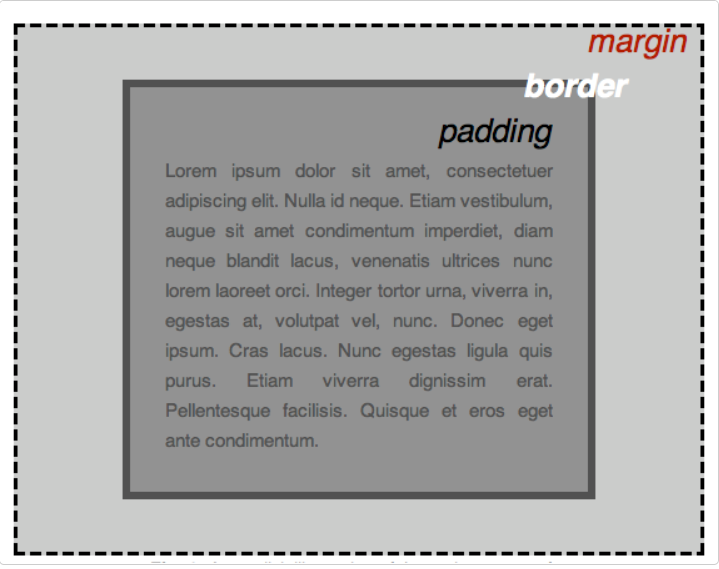 margin
border
padding
Lorem ipsum dolor sit amet, consectetuer
adipiscing elit. Nulla id neque. Etiam vestibulum,
augue sit amet condimentum imperdiet, diam
neque blandit lacus, venenatis ultrices nunc
lorem laoreet orci. Integer tortor urna, viverra in,
egestas at, volutpat vel, nunc. Donec eget
ipsum. Cras lacus. Nunc egestas ligula quis
purus. Etiam viverra dignissim erat.
Pellentesque facilisis. Quisque et eros eget
ante condimentum.